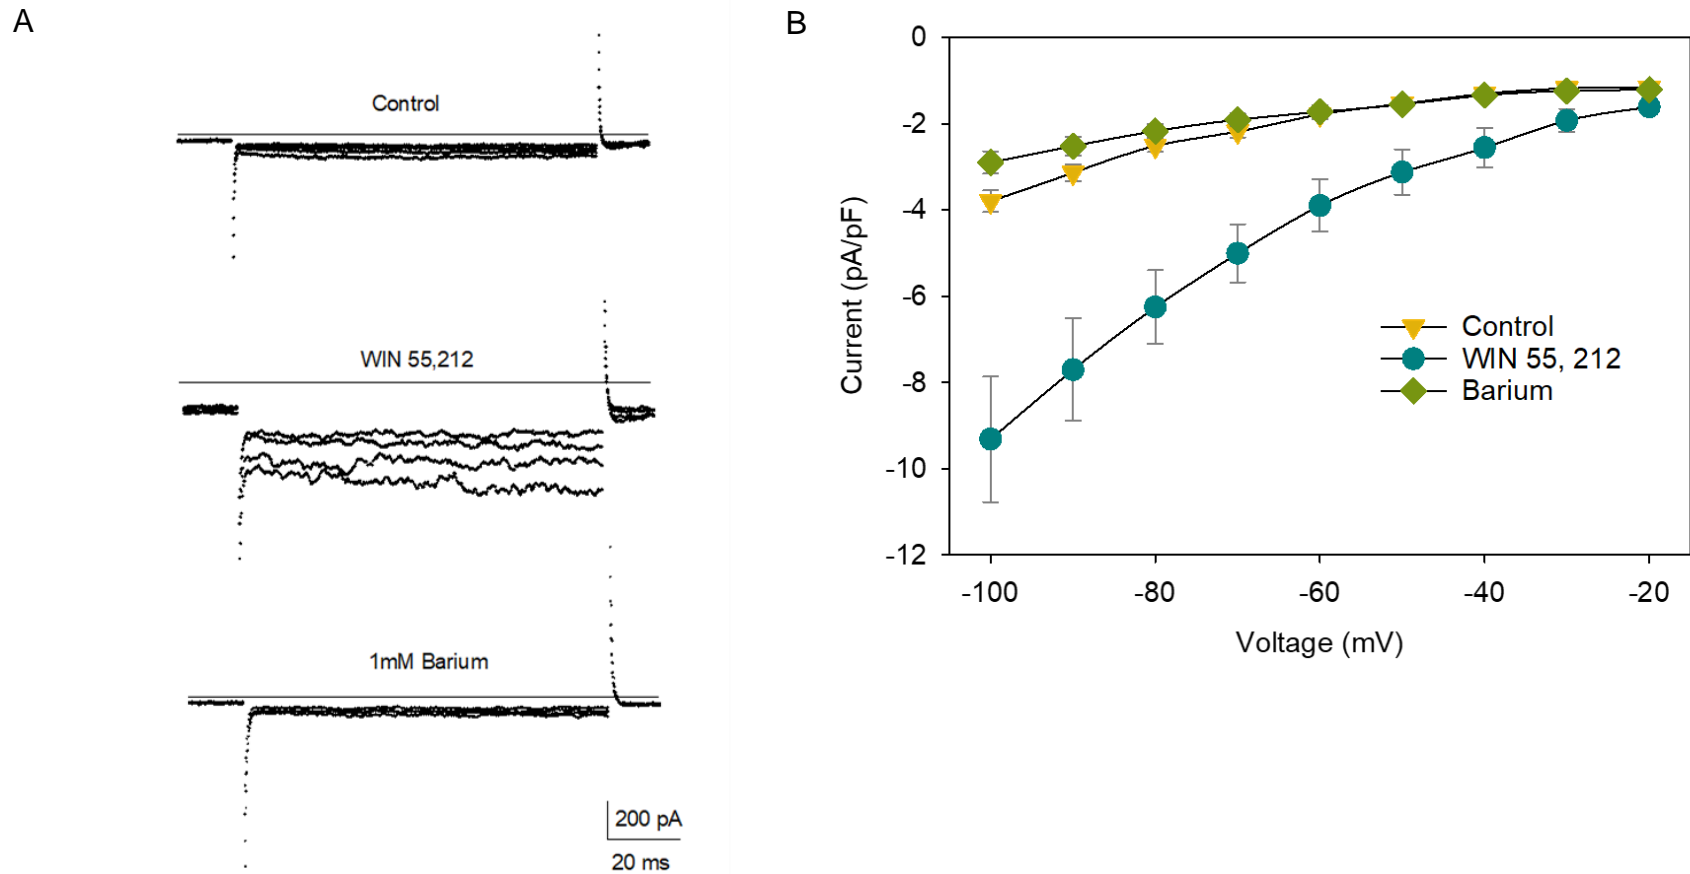 A
Control
WIN 55,212
1mM Barium
200 pA
20 ms
B
0
-2
-4
-6
-8
-10
-12
Current (pA/pF)
Control
WIN 55, 212
Barium
-100
-80
-60
-40
-20
Voltage (mV)